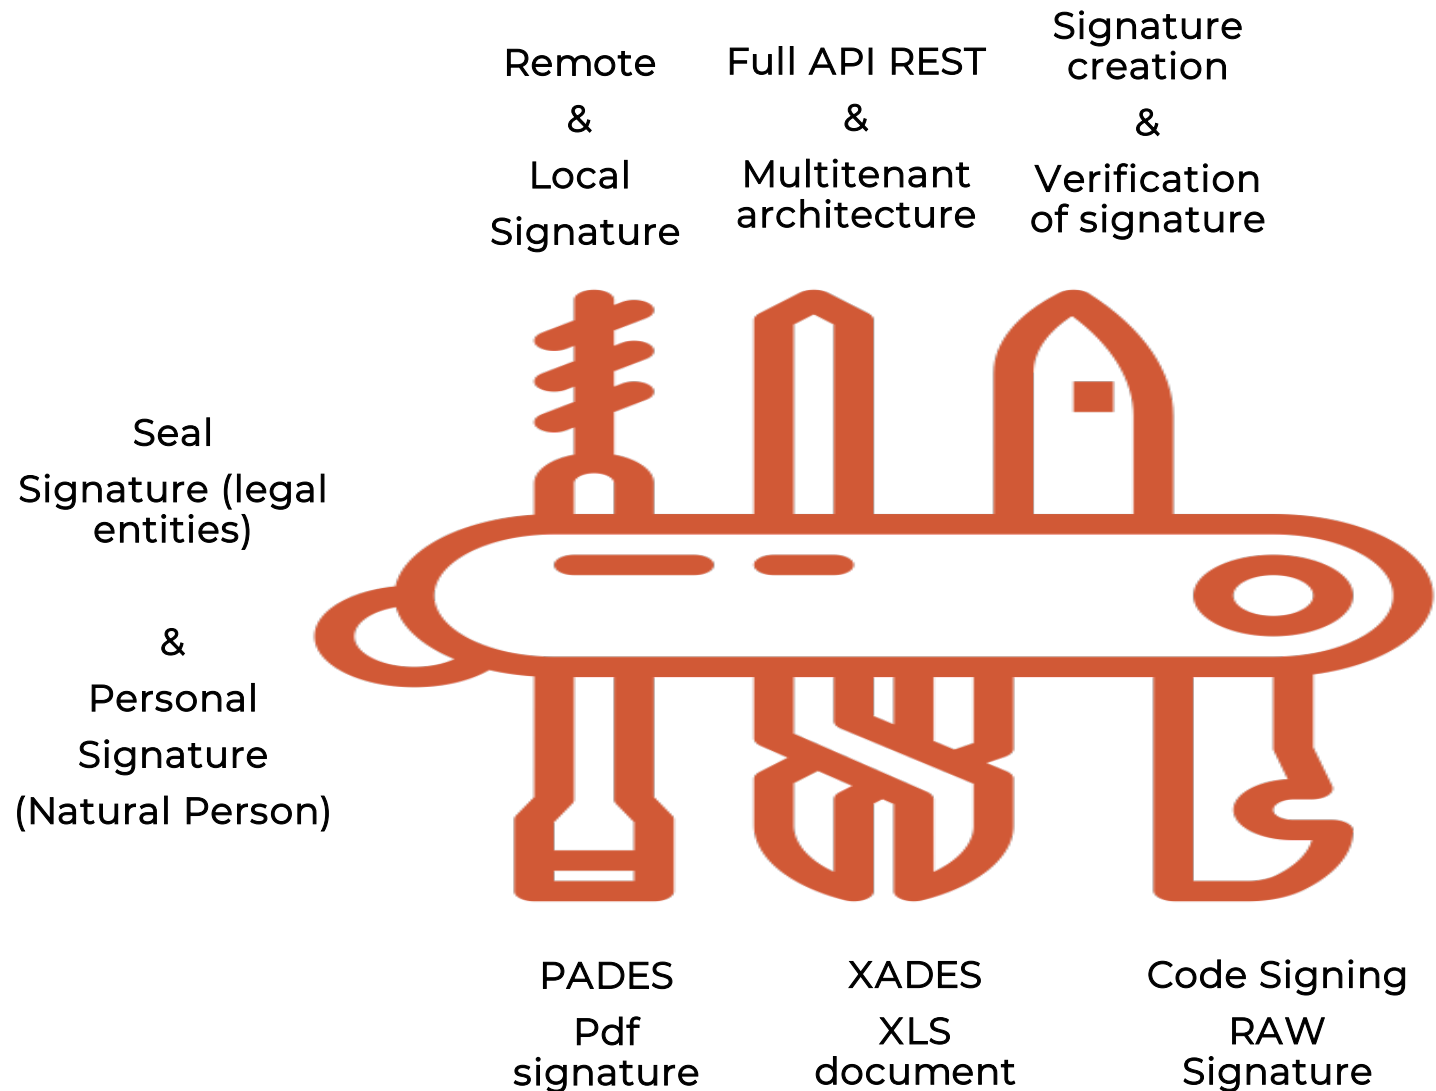 Remote
&
Local
Signature
Full API REST
&
Multitenant
architecture
Signature
creation
&
Verification
of signature
Seal
Signature (legal
entities)
&
Personal
Signature
(Natural Person)
PADES
Pdf
signature
XADES
XLS
document
Code Signing
RAW
Signature